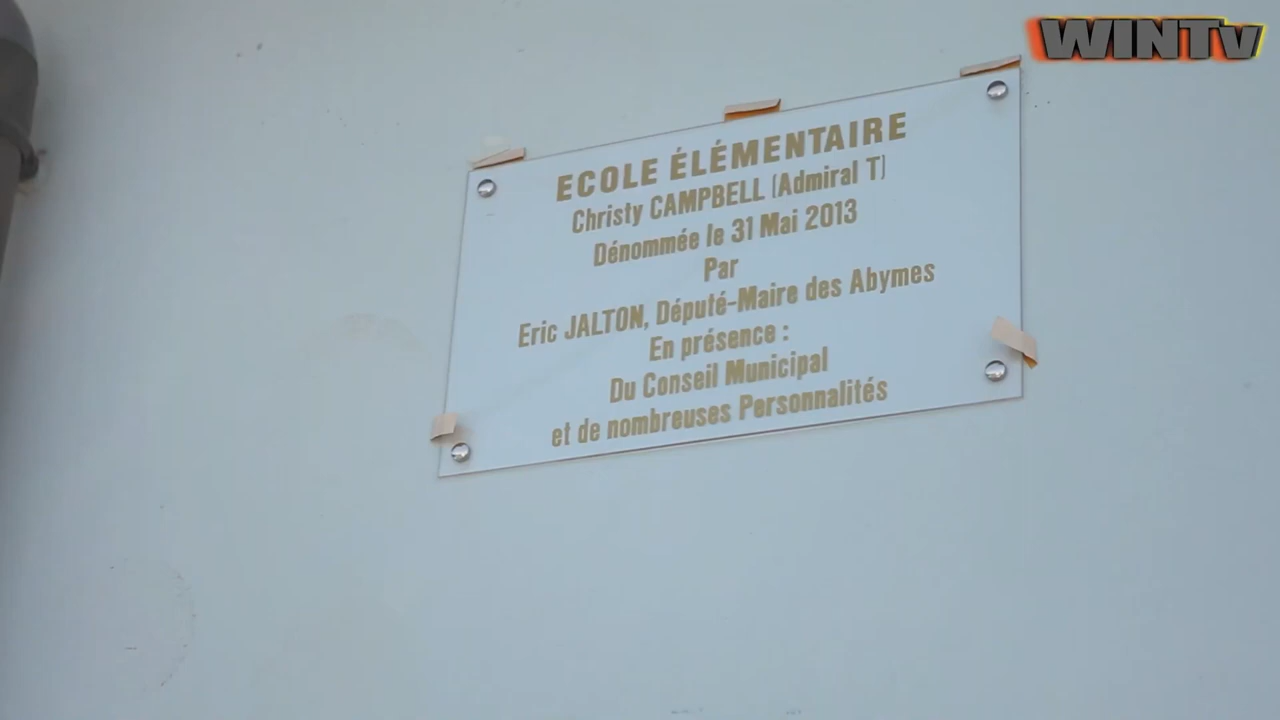 WINTv
ECOLE ÉLÉMENTAIRE
Christy CAMPBELL (Admiral T)
Dénommée le 31 Mai 2013
Par
Eric JALTON, Député-Maire des Abymes
En présence :
Du Conseil Municipal
et de nombreuses Personnalités